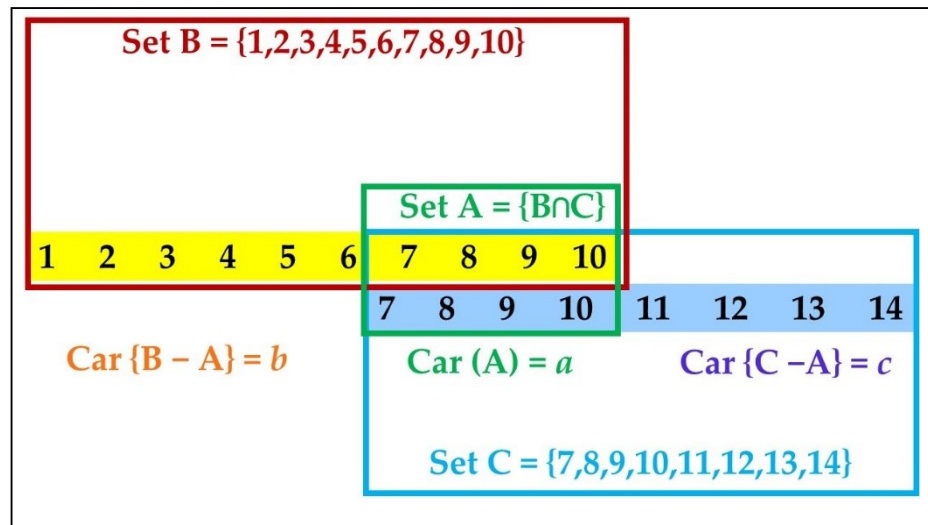 Set B = {1,2,3,4,5,6,7,8,9,10}
Set A = {B∩C}
1 2 3 4 5 6 7 8 9 10
7 8 9 10 11 12 13 14
Car {B − A} = b Car (A) = a Car {C −A} = c
Set C = {7,8,9,10,11,12,13,14}